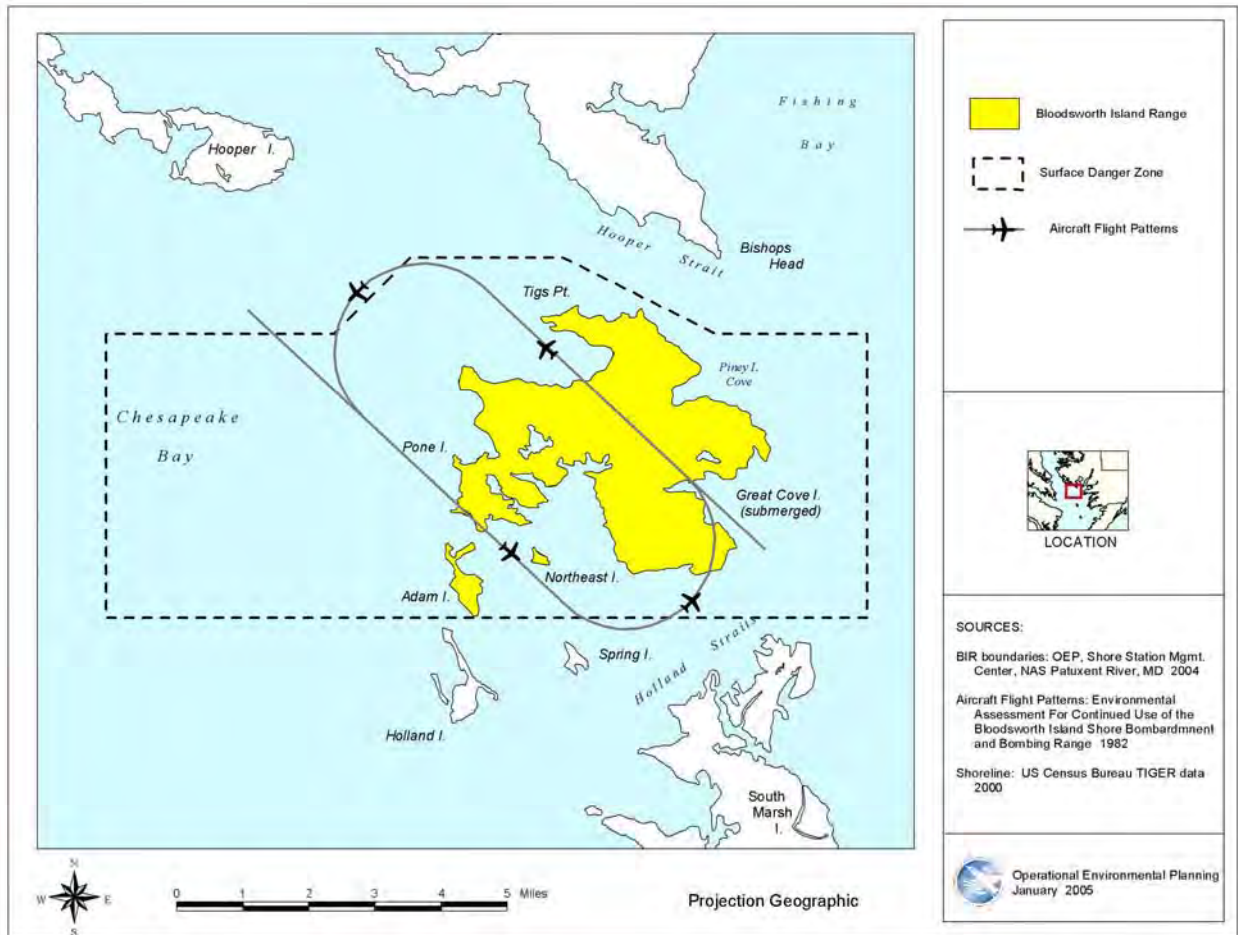 Fishing
Bay
Hooper I.
Hooper Strait
Bishops
Head
Tigs Pt.
Piney I.
Cove
Chesapeake
Bay
Pone I.
Great Cove I.
(submerged)
Northeast I.
Adam I.
Spring I.
Holland Straits
Holland I.
South
Marsh
I.
N
W E
S
0 1 2 3 4 5 Miles
Projection Geographic
Bloodsworth Island Range
Surface Danger Zone
Aircraft Flight Patterns
LOCATION
SOURCES:
BIR boundaries: OEP, Shore Station Mgmt.
Center, NAS Patuxent River, MD 2004
Aircraft Flight Patterns: Environmental
Assessment For Continued Use of the
Bloodsworth Island Shore Bombardmnent
and Bombing Range 1982
Shoreline: US Census Bureau TIGER data
2000
Operational Environmental Planning
January 2005